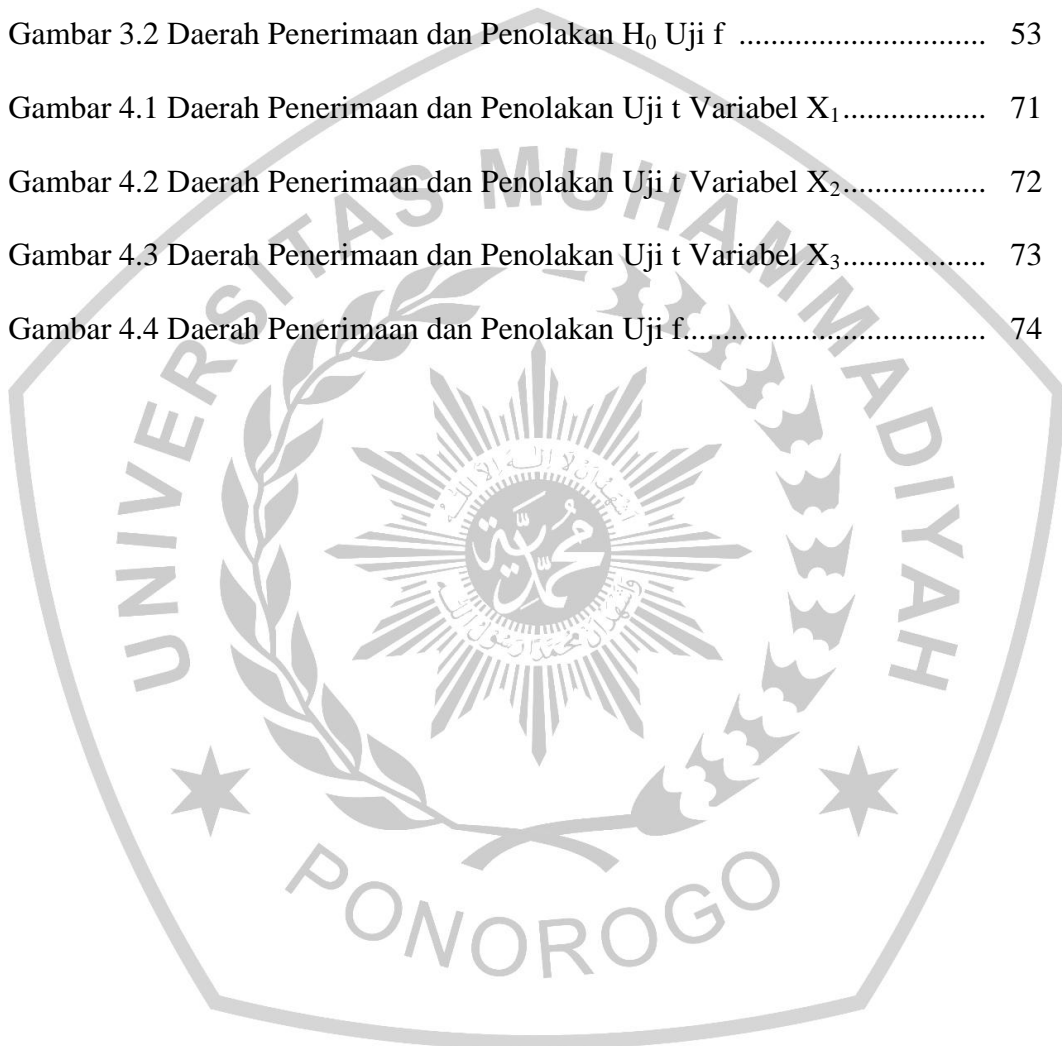 Gambar 3.2 Daerah Penerimaan dan Penolakan H₀ Uji f ............................... 53
Gambar 4.1 Daerah Penerimaan dan Penolakan Uji t Variabel X₁.................. 71
Gambar 4.2 Daerah Penerimaan dan Penolakan Uji t Variabel X₂.................. 72
Gambar 4.3 Daerah Penerimaan dan Penolakan Uji t Variabel X₃.................. 73
Gambar 4.4 Daerah Penerimaan dan Penolakan Uji f..................................... 74
UNIVERSITAS MUHAMMADIYAH
PONOROGO